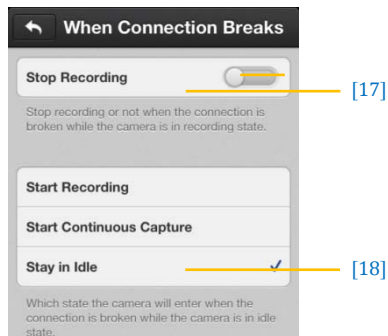 When Connection Breaks
Stop Recording
[17]
Stop recording or not when the connection is
broken while the camera is in recording state.
Start Recording
Start Continuous Capture
Stay in Idle
[18]
Which state the camera will enter when the
connection is broken while the camera is in idle
state.